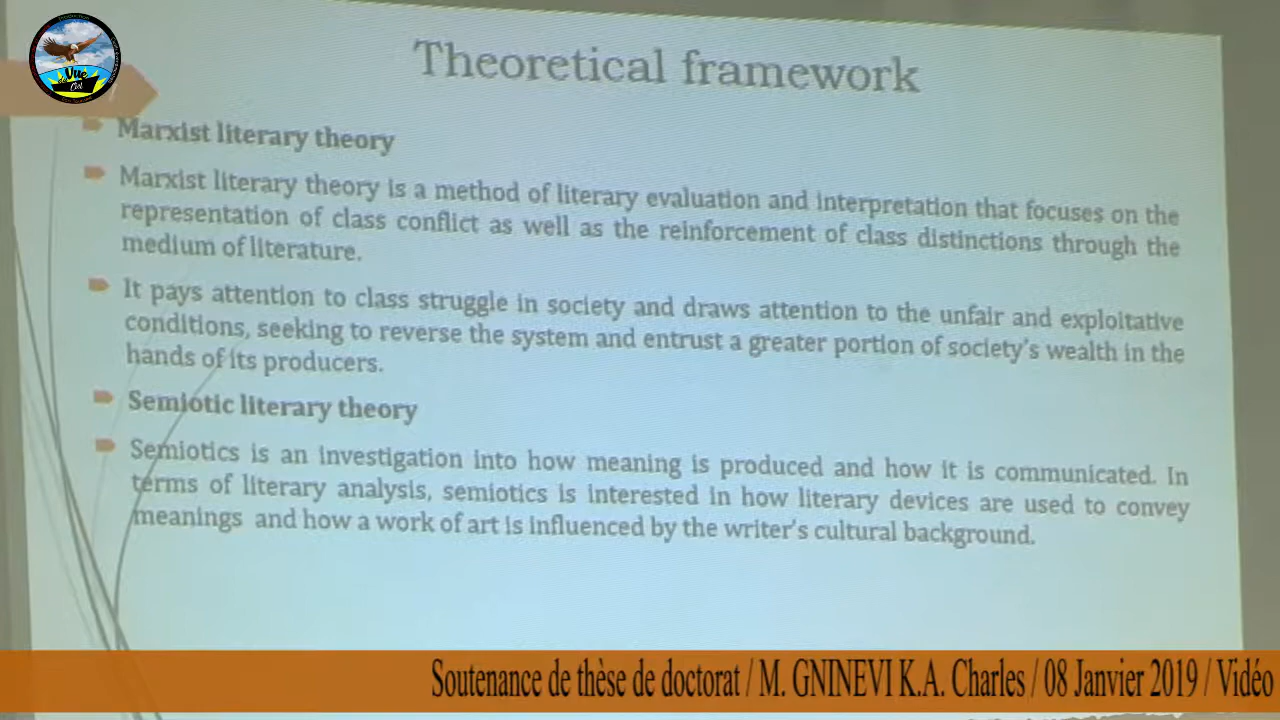 Vue
Civil
Theoretical framework
Marxist literary theory
Marxist literary theory is a method of literary evaluation and interpretation that focuses on the
representation of class conflict as well as the reinforcement of class distinctions through the
medium of literature.
It pays attention to class struggle in society and draws attention to the unfair and exploitative
conditions, seeking to reverse the system and entrust a greater portion of society's wealth in the
hands of its producers.
Semiotic literary theory
Semiotics is an investigation into how meaning is produced and how it is communicated. In
terms of literary analysis, semiotics is interested in how literary devices are used to convey
meanings and how a work of art is influenced by the writer's cultural background.
Soutenance de thèse de doctorat / M. GNINEVI K.A. Charles / 08 Janvier 2019 / Vidéo